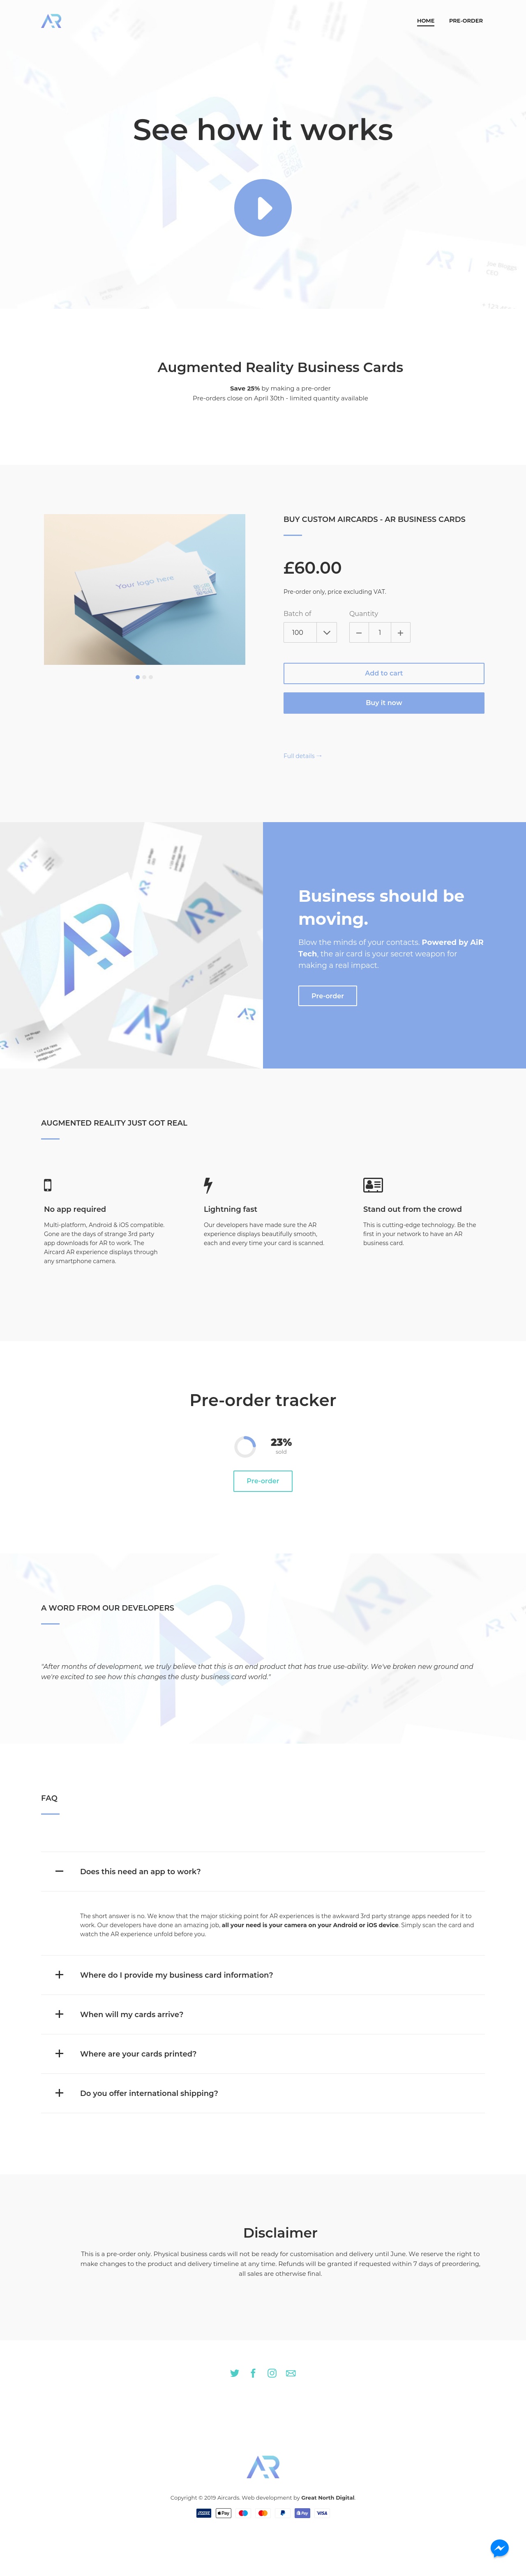 AR
HOME
PRE-ORDER
See how it works
Augmented Reality Business Cards
Save 25% by making a pre-order
Pre-orders close on April 30th - limited quantity available
Your logo here
BUY CUSTOM AIRCARDS - AR BUSINESS CARDS
£60.00
Pre-order only, price excluding VAT.
Batch of
Quantity
100
1
Add to cart
Buy it now
Full details →
Business should be
moving.
Blow the minds of your contacts. Powered by AiR
Tech, the air card is your secret weapon for
making a real impact.
Pre-order
AUGMENTED REALITY JUST GOT REAL
No app required
Multi-platform, Android & iOS compatible.
Gone are the days of strange 3rd party
app downloads for AR to work. The
Aircard AR experience displays through
any smartphone camera.
Lightning fast
Our developers have made sure the AR
experience displays beautifully smooth,
each and every time your card is scanned.
Stand out from the crowd
This is cutting-edge technology. Be the
first in your network to have an AR
business card.
Pre-order tracker
23%
sold
Pre-order
A WORD FROM OUR DEVELOPERS
"After months of development, we truly believe that this is an end product that has true use-ability. We've broken new ground and
we're excited to see how this changes the dusty business card world."
FAQ
Does this need an app to work?
The short answer is no. We know that the major sticking point for AR experiences is the awkward 3rd party strange apps needed for it to
work. Our developers have done an amazing job, all your need is your camera on your Android or iOS device. Simply scan the card and
watch the AR experience unfold before you.
Where do I provide my business card information?
When will my cards arrive?
Where are your cards printed?
Do you offer international shipping?
Disclaimer
This is a pre-order only. Physical business cards will not be ready for customisation and delivery until June. We reserve the right to
make changes to the product and delivery timeline at any time. Refunds will be granted if requested within 7 days of preordering,
all sales are otherwise final.
AR
Copyright © 2019 Aircards. Web development by Great North Digital.
Pay
Pay
VISA